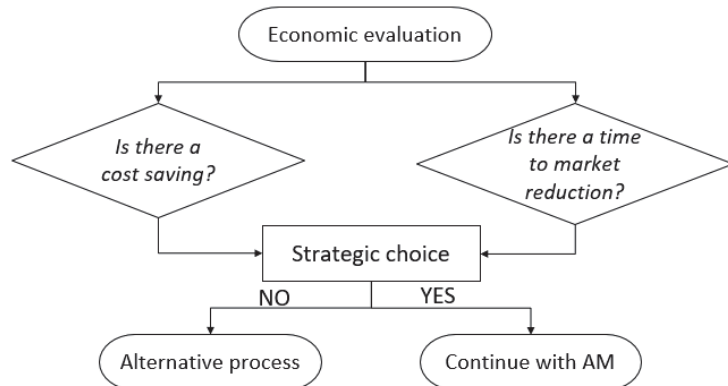 Economic evaluation
Is there a
cost saving?
Is there a time
to market
reduction?
Strategic choice
NO
YES
Alternative process
Continue with AM